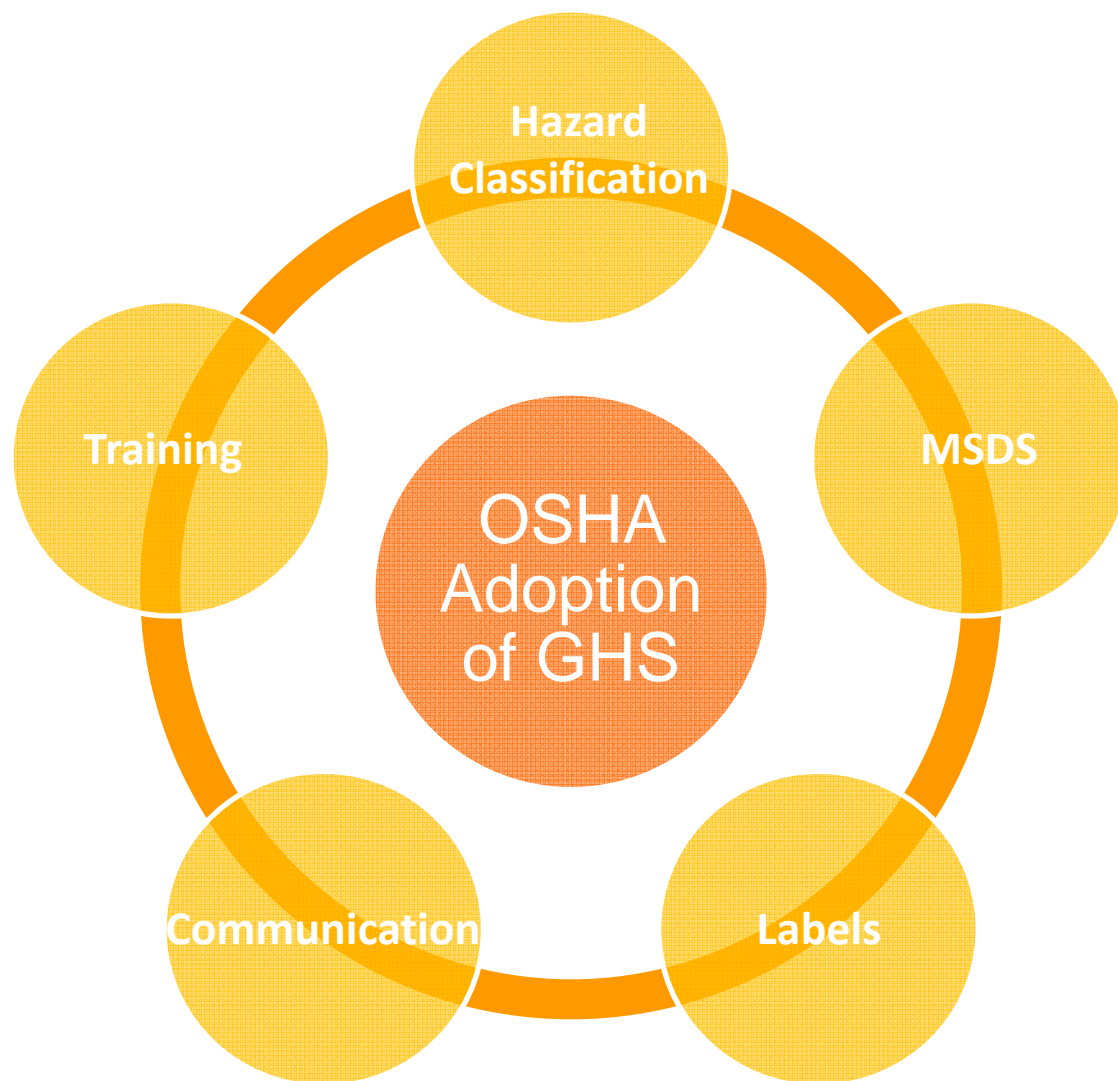 Hazard
Classification
Training
MSDS
OSHA
Adoption
of GHS
Communication
Labels